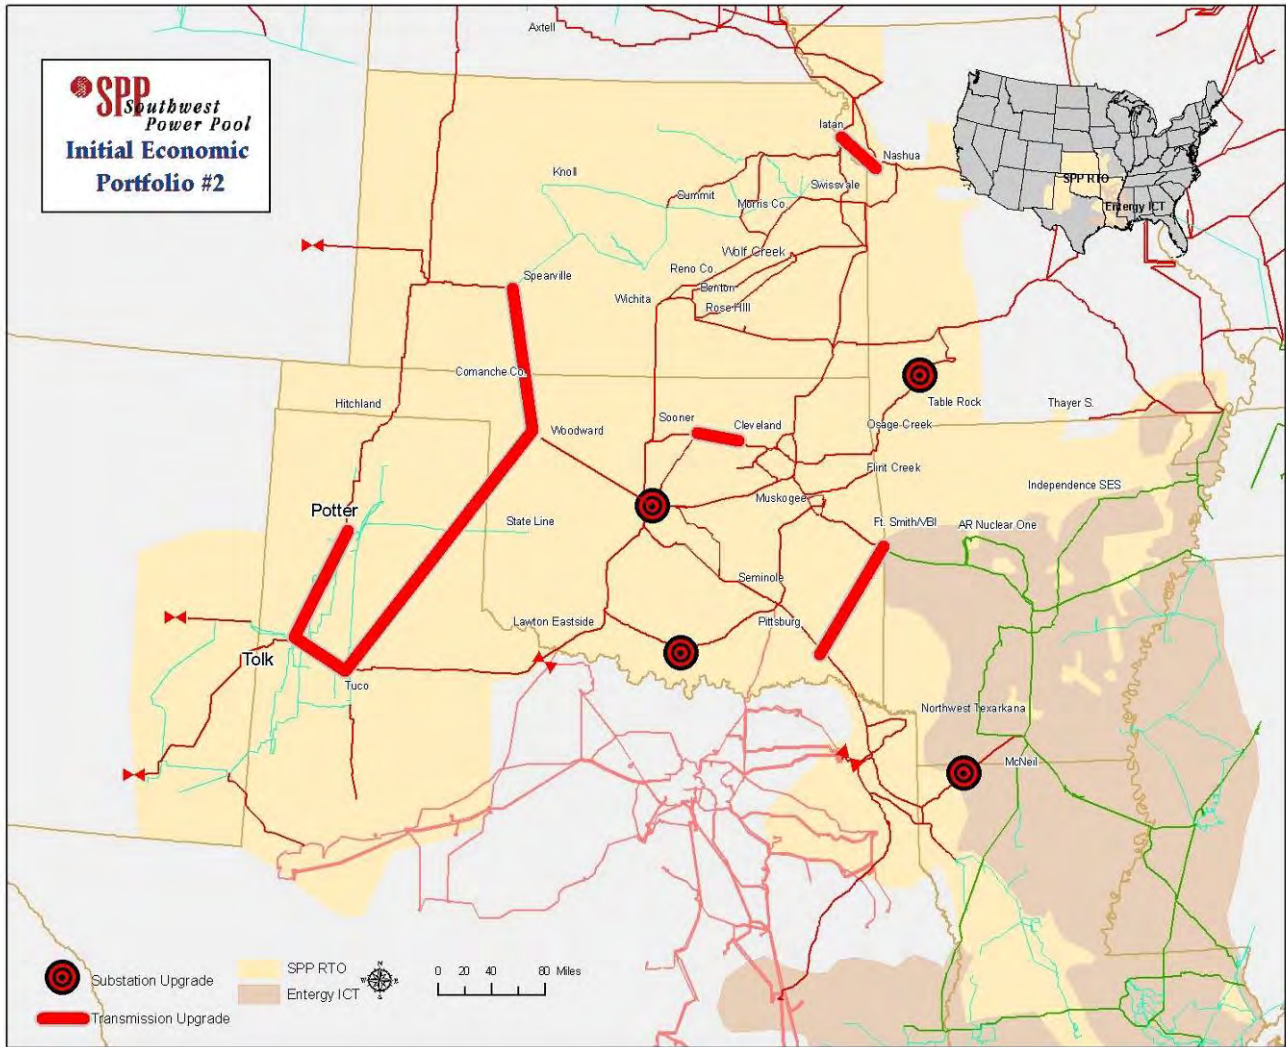 Axtell
SPP
Southwest
Power Pool
Initial Economic
Portfolio #2
Iatan
Nashua
Knoll
Swissvale
Summit
Morris Co.
SPP RTO
Entergy ICT
Wolf Creek
Reno Co.
Spearville
Benton
Wichita
Rose Hill
Comanche Co.
Hitchland
Table Rock
Thayer S.
Sooner
Cleveland
Osage Creek
Woodward
Flint Creek
Independence SES
Muskogee
Potter
State Line
Ft. Smith/VBI
AR Nuclear One
Seminole
Lawton Eastside
Pittsburg
Tolk
Tuco
Northwest Texarkana
McNeil
Substation Upgrade
Transmission Upgrade
SPP RTO
Entergy ICT
N
W E
S
0 20 40 80 Miles